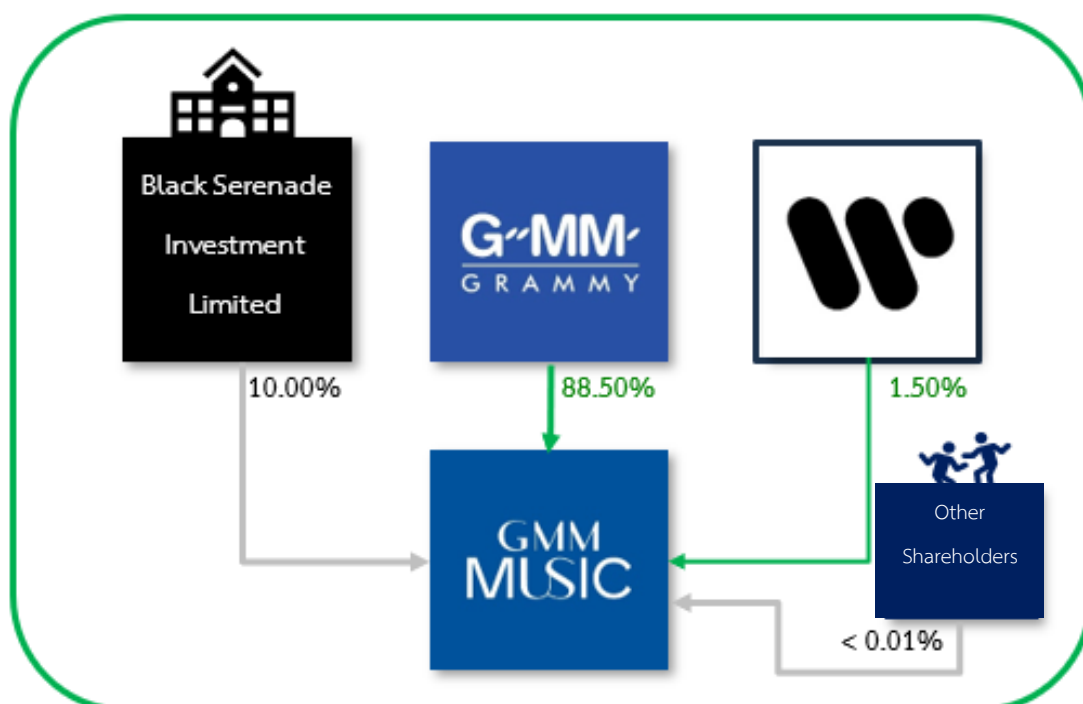 Black Serenade
Investment
Limited
G MM
GRAMMY
10.00%
88.50%
1.50%
GMM
MUSIC
Other
Shareholders
< 0.01%